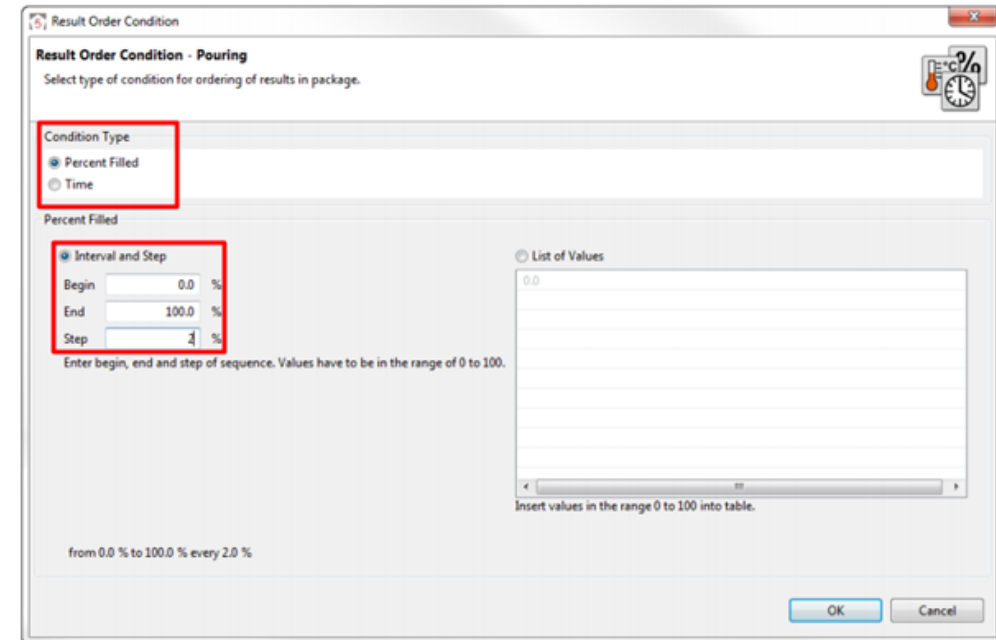 5 Result Order Condition
Result Order Condition - Pouring
Select type of condition for ordering of results in package.
°C %
Condition Type
Percent Filled
Time
Percent Filled
Interval and Step
List of Values
Begin 0.0 %
0.0
End 100.0 %
Step 2 %
Enter begin, end and step of sequence. Values have to be in the range of 0 to 100.
Insert values in the range 0 to 100 into table.
from 0.0 % to 100.0 % every 2.0 %
OK Cancel